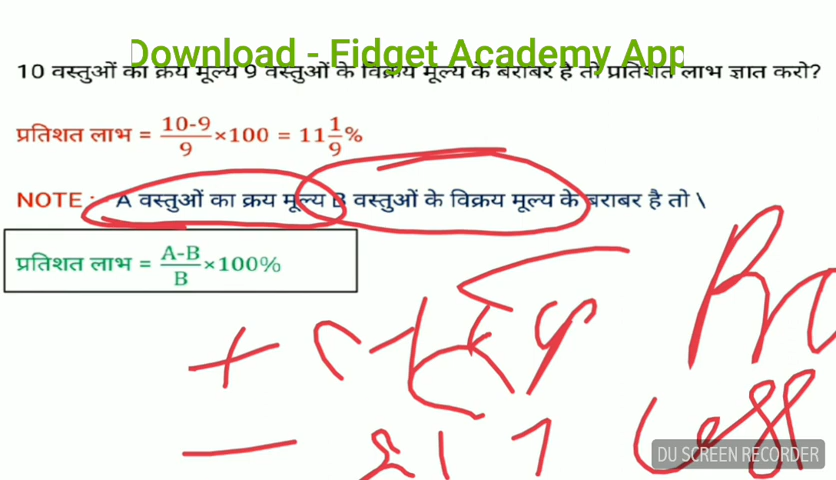 Download - Fidget Academy App
10 वस्तुओं का क्रय मूल्य 9 वस्तुओं के विक्रय मूल्य के बराबर है तो प्रतिशत लाभ ज्ञात करो?
प्रतिशत लाभ = 10-9/9 ×100 = 11 1/9 %
NOTE : A वस्तुओं का क्रय मूल्य B वस्तुओं के विक्रय मूल्य के बराबर है तो \
प्रतिशत लाभ = A-B/B ×100%
+
-
DU SCREEN RECORDER